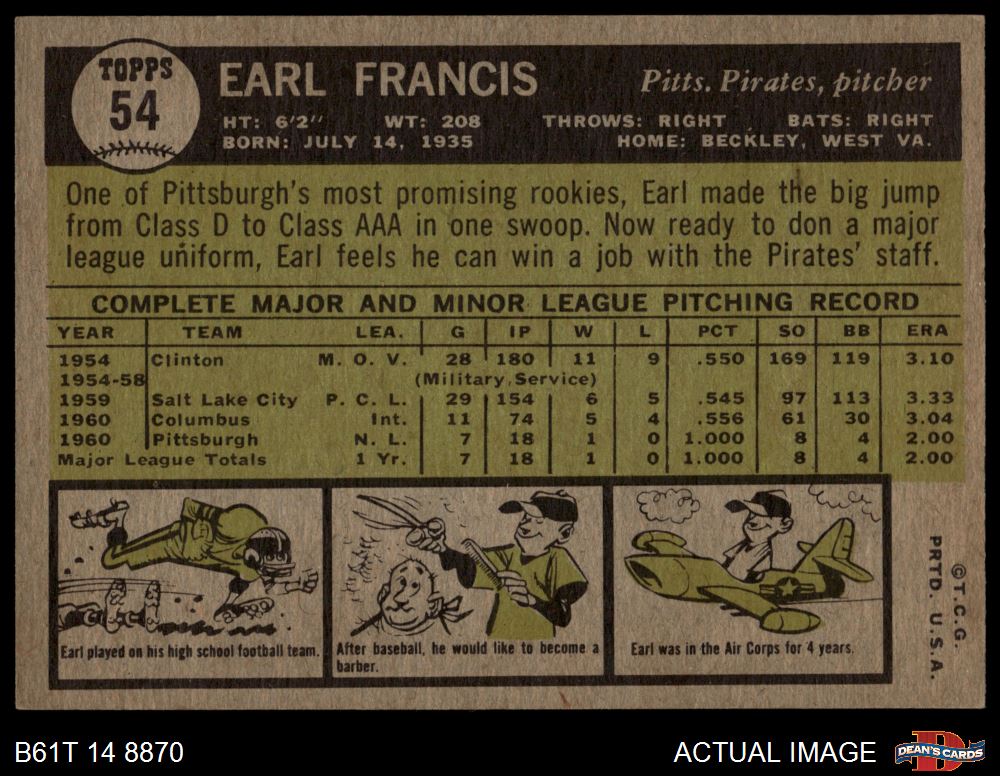 TOPPS
54
EARL FRANCIS
Pitts. Pirates, pitcher
HT: 6'2" WT: 208 THROWS: RIGHT BATS: RIGHT
BORN: JULY 14, 1935 HOME: BECKLEY, WEST VA.
One of Pittsburgh's most promising rookies, Earl made the big jump
from Class D to Class AAA in one swoop. Now ready to don a major
league uniform, Earl feels he can win a job with the Pirates' staff.
COMPLETE MAJOR AND MINOR LEAGUE PITCHING RECORD
YEAR TEAM LEA. G IP W L PCT SO BB ERA
1954 Clinton M. O. V. 28 180 11 9 .550 169 119 3.10
1954-58 (Military Service)
1959 Salt Lake City P. C. L. 29 154 6 5 .545 97 113 3.33
1960 Columbus Int. 11 74 5 4 .556 61 30 3.04
1960 Pittsburgh N. L. 7 18 1 0 1.000 8 4 2.00
Major League Totals 1 Yr. 7 18 1 0 1.000 8 4 2.00
Earl played on his high school football team.
After baseball, he would like to become a
barber.
Earl was in the Air Corps for 4 years.
©T.C.G.
PRTD. U.S.A.
B61T 14 8870
ACTUAL IMAGE
DEAN'S CARDS